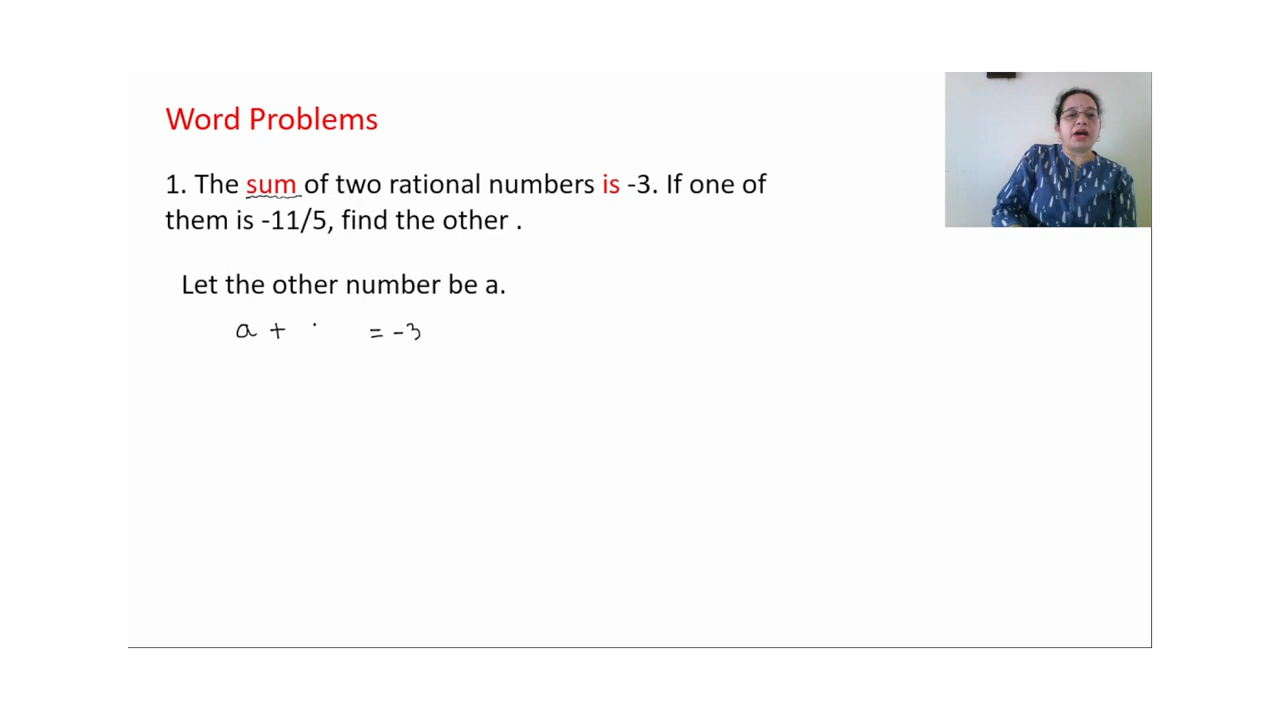 Word Problems
1. The sum of two rational numbers is -3. If one of
them is -11/5, find the other .
Let the other number be a.
a + = -3